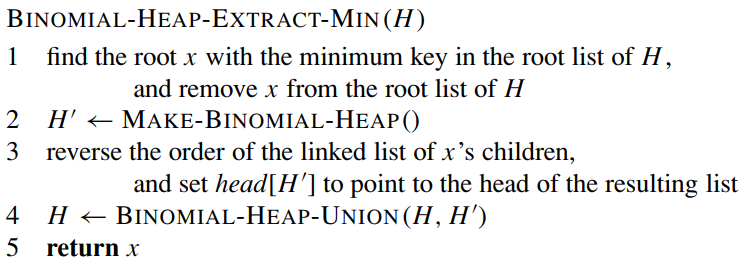 BINOMIAL-HEAP-EXTRACT-MIN(H)
1 find the root x with the minimum key in the root list of H,
and remove x from the root list of H
2 H′ ← MAKE-BINOMIAL-HEAP()
3 reverse the order of the linked list of x's children,
and set head[H′] to point to the head of the resulting list
4 H ← BINOMIAL-HEAP-UNION(H, H′)
5 return x